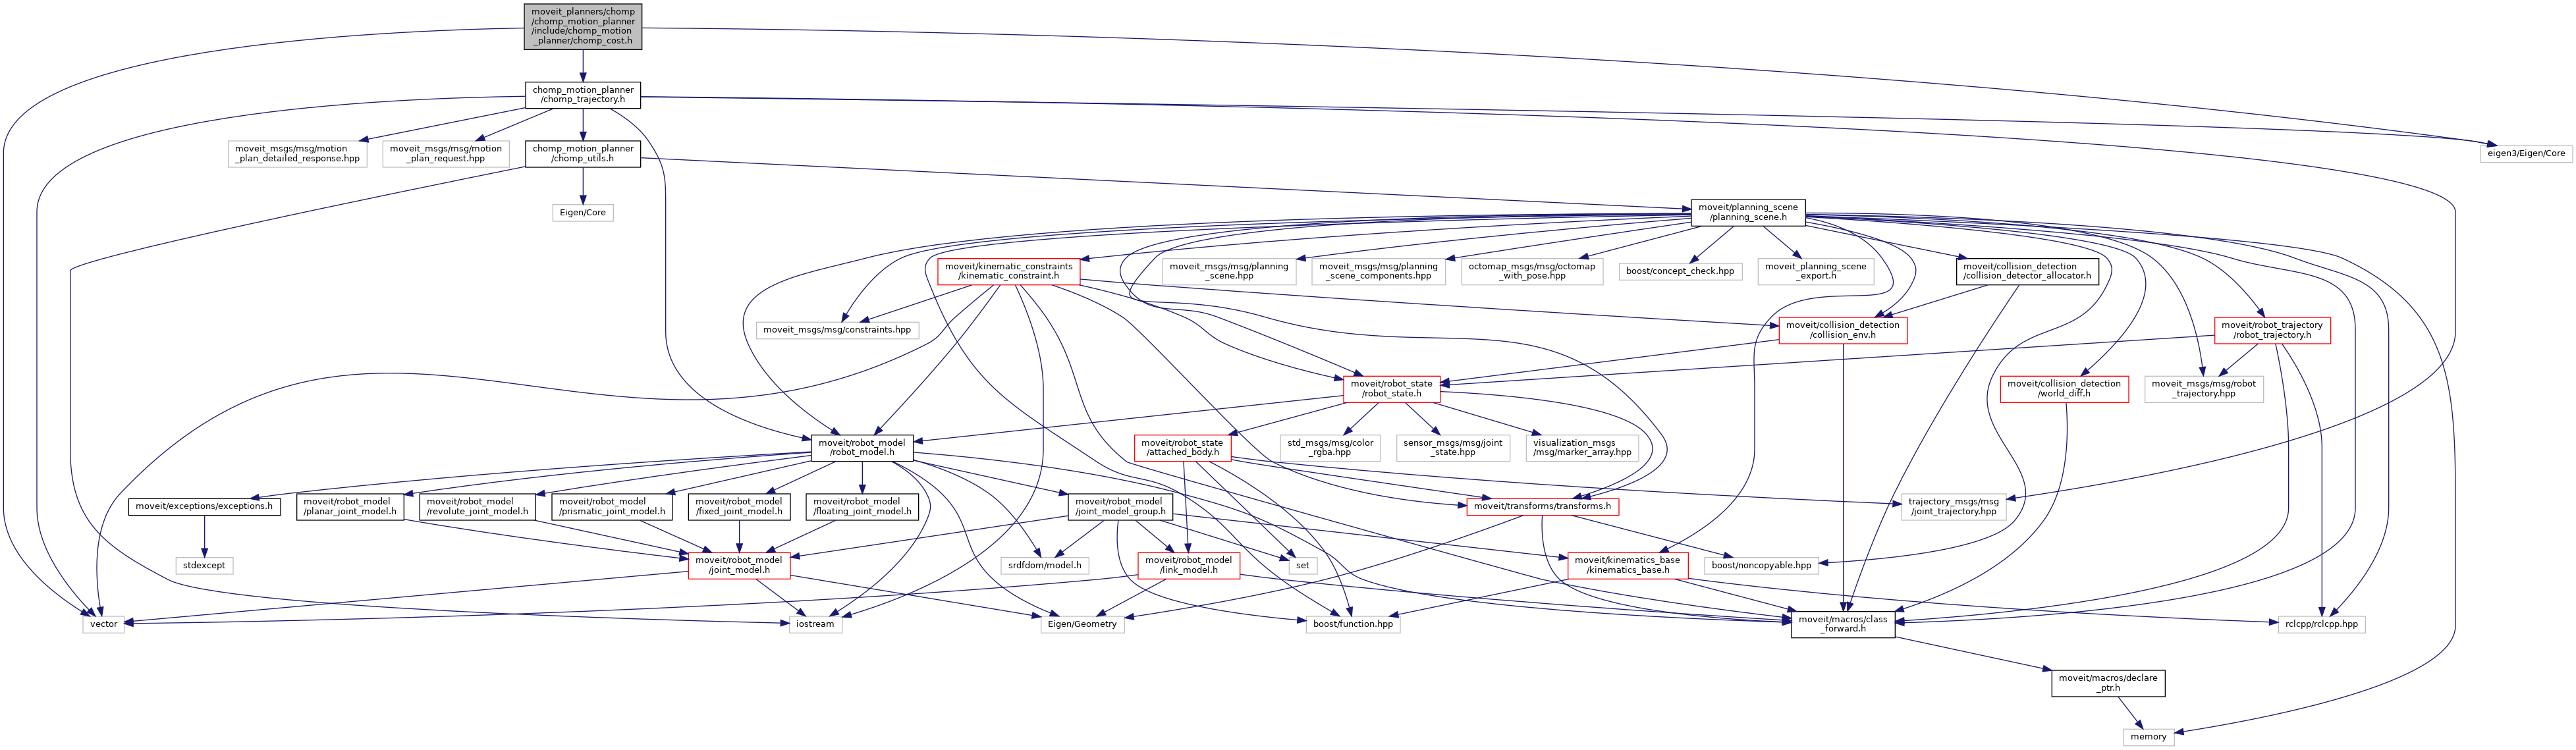 moveit_planners/chomp
/chomp_motion_planner
/include/chomp_motion
_planner/chomp_cost.h
chomp_motion_planner
/chomp_trajectory.h
moveit_msgs/msg/motion
_plan_detailed_response.hpp
moveit_msgs/msg/motion
_plan_request.hpp
chomp_motion_planner
/chomp_utils.h
eigen3/Eigen/Core
Eigen/Core
moveit/planning_scene
/planning_scene.h
moveit/kinematic_constraints
/kinematic_constraint.h
moveit_msgs/msg/planning
_scene.hpp
moveit_msgs/msg/planning
_scene_components.hpp
octomap_msgs/msg/octomap
_with_pose.hpp
boost/concept_check.hpp
moveit_planning_scene
_export.h
moveit/collision_detection
/collision_detector_allocator.h
moveit_msgs/msg/constraints.hpp
moveit/collision_detection
/collision_env.h
moveit/robot_trajectory
/robot_trajectory.h
moveit/robot_state
/robot_state.h
moveit/collision_detection
/world_diff.h
moveit_msgs/msg/robot
_trajectory.hpp
moveit/robot_model
/robot_model.h
moveit/robot_state
/attached_body.h
std_msgs/msg/color
_rgba.hpp
sensor_msgs/msg/joint
_state.hpp
visualization_msgs
/msg/marker_array.hpp
moveit/exceptions/exceptions.h
moveit/robot_model
/planar_joint_model.h
moveit/robot_model
/revolute_joint_model.h
moveit/robot_model
/prismatic_joint_model.h
moveit/robot_model
/fixed_joint_model.h
moveit/robot_model
/floating_joint_model.h
moveit/robot_model
/joint_model_group.h
moveit/transforms/transforms.h
trajectory_msgs/msg
/joint_trajectory.hpp
stdexcept
moveit/robot_model
/joint_model.h
srdfdom/model.h
moveit/robot_model
/link_model.h
set
moveit/kinematics_base
/kinematics_base.h
boost/noncopyable.hpp
vector
iostream
Eigen/Geometry
boost/function.hpp
moveit/macros/class
_forward.h
rclcpp/rclcpp.hpp
moveit/macros/declare
_ptr.h
memory